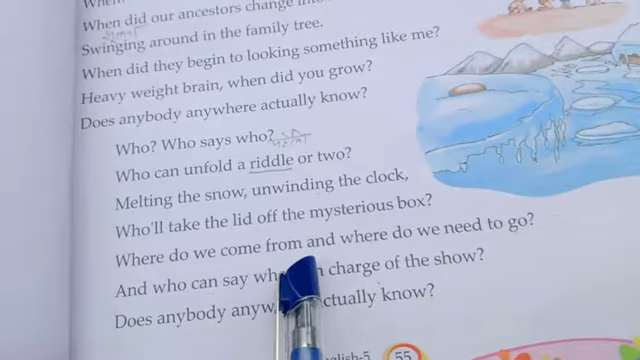 When did our ancestors change into
Swinging around in the family tree.
When did they begin to looking something like me?
Heavy weight brain, when did you grow?
Does anybody anywhere actually know?
Who? Who says who?
Who can unfold a riddle or two?
Melting the snow, unwinding the clock,
Who'll take the lid off the mysterious box?
Where do we come from and where do we need to go?
And who can say charge of the show?
Does anybody actually know?
55